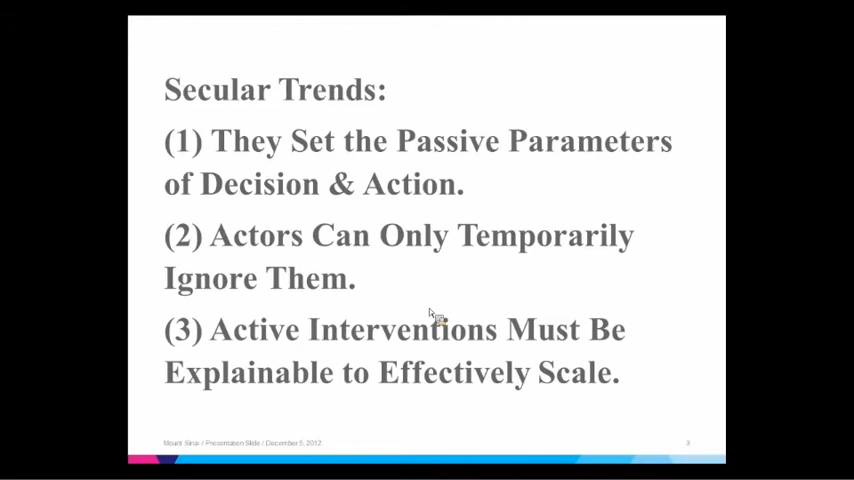 Secular Trends:
(1) They Set the Passive Parameters
of Decision & Action.
(2) Actors Can Only Temporarily
Ignore Them.
(3) Active Interventions Must Be
Explainable to Effectively Scale.
Mount Sinai / Presentation Slide / December 5, 2012
3